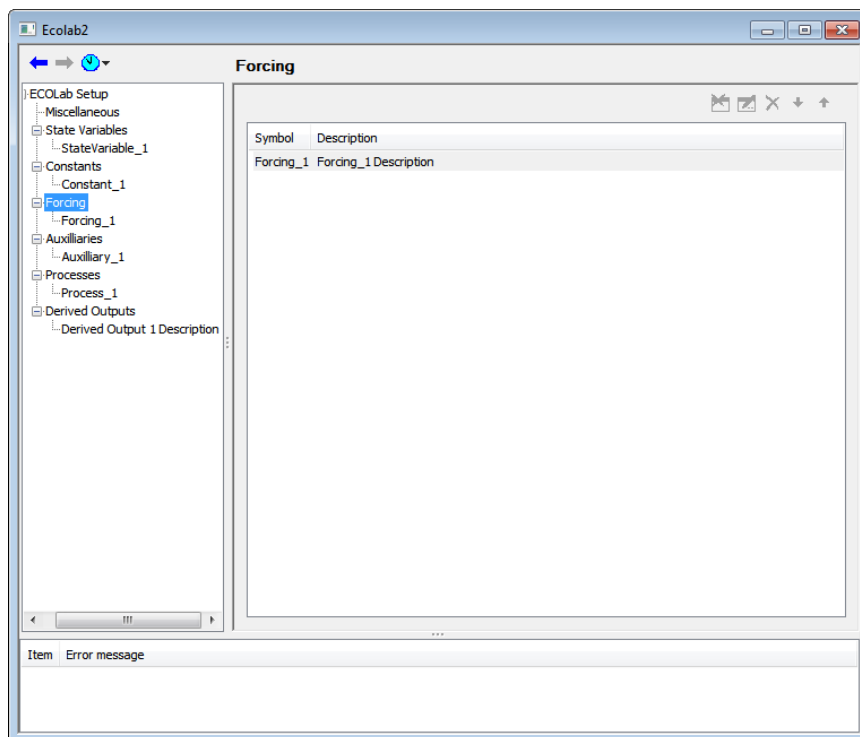 Ecolab2
Forcing
ECOLab Setup
Miscellaneous
State Variables
StateVariable_1
Constants
Constant_1
Forcing
Forcing_1
Auxilliaries
Auxilliary_1
Processes
Process_1
Derived Outputs
Derived Output 1 Description
Symbol Description
Forcing_1 Forcing_1 Description
Item Error message